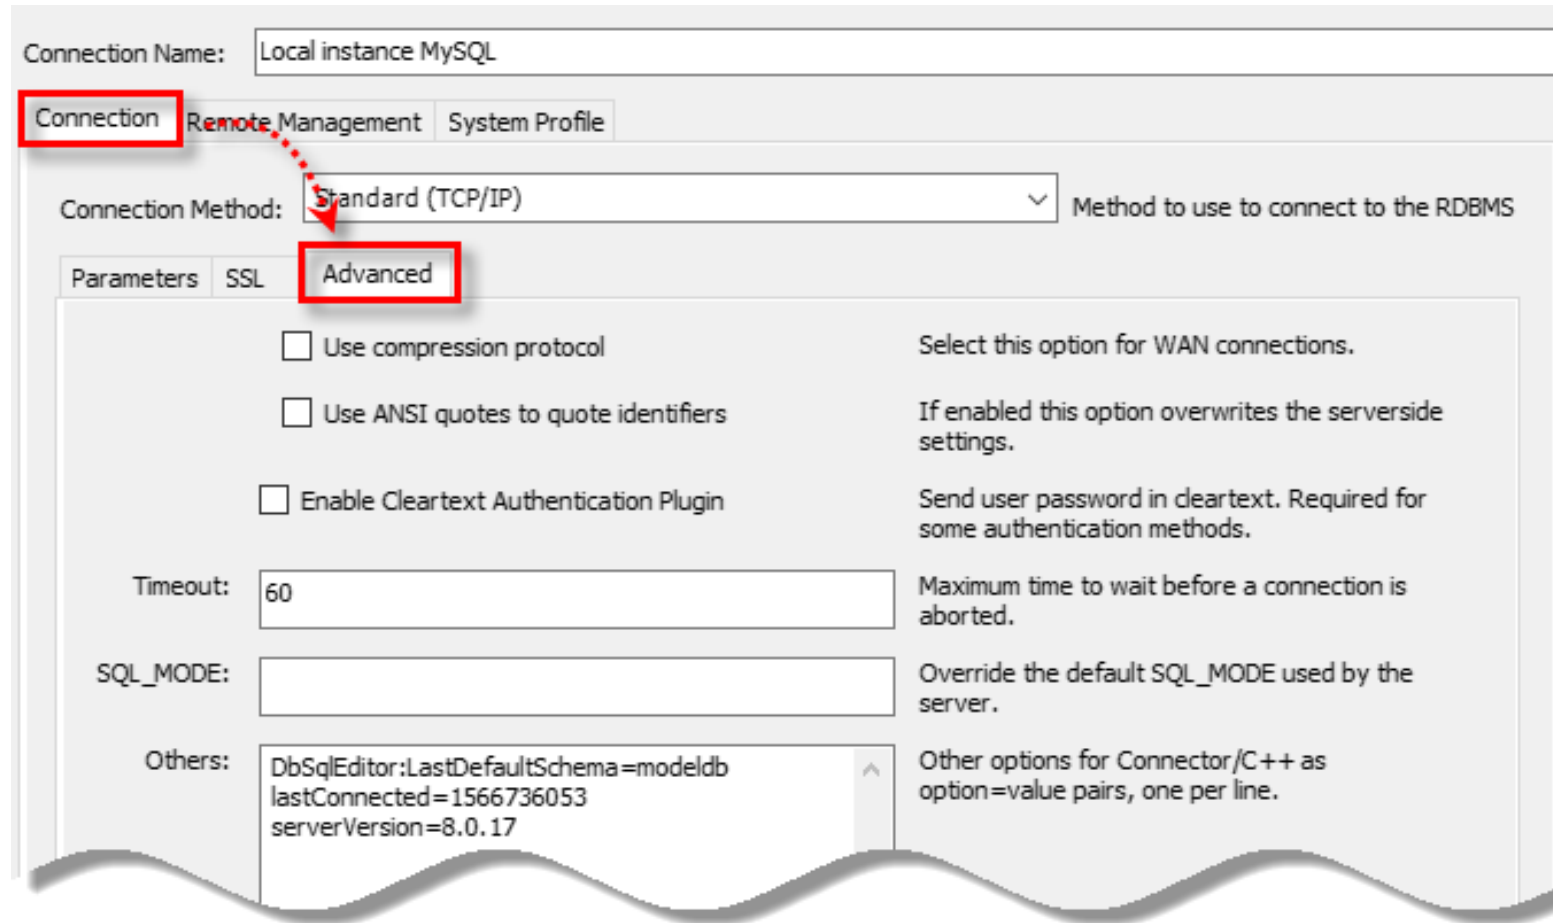 Connection Name: Local instance MySQL
Connection Remote Management System Profile
Connection Method: Standard (TCP/IP) Method to use to connect to the RDBMS
Parameters SSL Advanced
Use compression protocol Select this option for WAN connections.
Use ANSI quotes to quote identifiers If enabled this option overwrites the serverside
settings.
Enable Cleartext Authentication Plugin Send user password in cleartext. Required for
some authentication methods.
Timeout: 60 Maximum time to wait before a connection is
aborted.
SQL_MODE: Override the default SQL_MODE used by the
server.
Others: DbSqlEditor:LastDefaultSchema=modeldb Other options for Connector/C++ as
lastConnected=1566736053 option=value pairs, one per line.
serverVersion=8.0.17